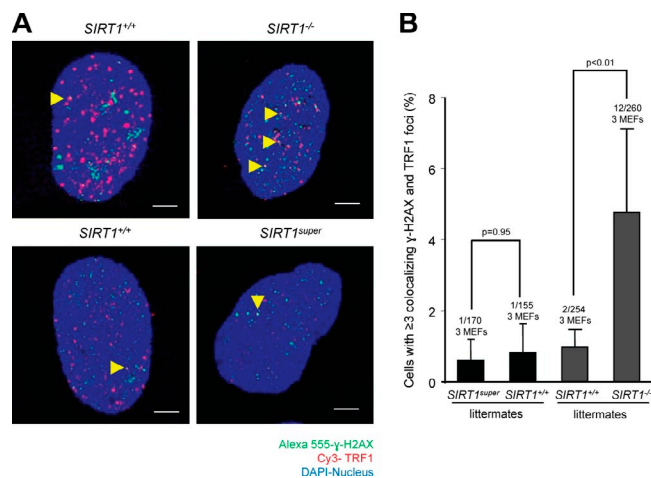 A
SIRT1+/+
SIRT1-/-
SIRT1+/+
SIRT1super
Alexa 555-γ-H2AX
Cy3- TRF1
DAPI-Nucleus
B
Cells with ≥3 colocalizing γ-H2AX and TRF1 foci (%)
8
6
4
2
0
p<0.01
12/260
3 MEFs
p=0.95
1/170
3 MEFs
1/155
3 MEFs
2/254
3 MEFs
SIRT1super SIRT1+/+ SIRT1+/+ SIRT1-/-
littermates littermates